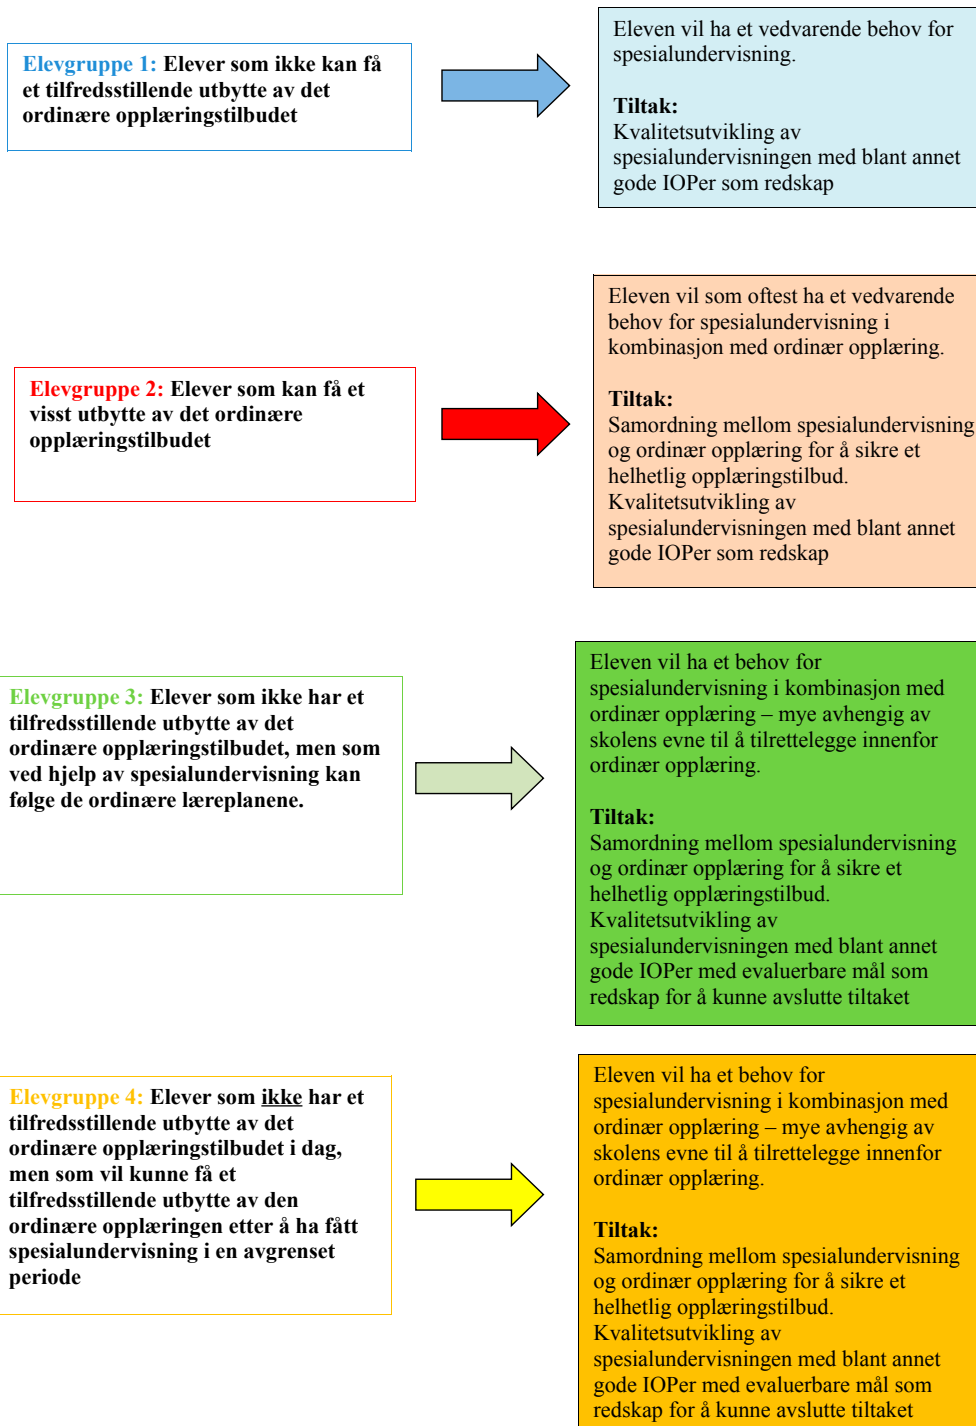 Elevgruppe 1: Elever som ikke kan få
et tilfredsstillende utbytte av det
ordinære opplæringstilbudet
Eleven vil ha et vedvarende behov for
spesialundervisning.
Tiltak:
Kvalitetsutvikling av
spesialundervisningen med blant annet
gode IOPer som redskap
Elevgruppe 2: Elever som kan få et
visst utbytte av det ordinære
opplæringstilbudet
Eleven vil som oftest ha et vedvarende
behov for spesialundervisning i
kombinasjon med ordinær opplæring.
Tiltak:
Samordning mellom spesialundervisning
og ordinær opplæring for å sikre et
helhetlig opplæringstilbud.
Kvalitetsutvikling av
spesialundervisningen med blant annet
gode IOPer som redskap
Elevgruppe 3: Elever som ikke har et
tilfredsstillende utbytte av det
ordinære opplæringstilbudet, men som
ved hjelp av spesialundervisning kan
følge de ordinære læreplanene.
Eleven vil ha et behov for
spesialundervisning i kombinasjon med
ordinær opplæring – mye avhengig av
skolens evne til å tilrettelegge innenfor
ordinær opplæring.
Tiltak:
Samordning mellom spesialundervisning
og ordinær opplæring for å sikre et
helhetlig opplæringstilbud.
Kvalitetsutvikling av
spesialundervisningen med blant annet
gode IOPer med evaluerbare mål som
redskap for å kunne avslutte tiltaket
Elevgruppe 4: Elever som ikke har et
tilfredsstillende utbytte av det
ordinære opplæringstilbudet i dag,
men som vil kunne få et
tilfredsstillende utbytte av den
ordinære opplæringen etter å ha fått
spesialundervisning i en avgrenset
periode
Eleven vil ha et behov for
spesialundervisning i kombinasjon med
ordinær opplæring – mye avhengig av
skolens evne til å tilrettelegge innenfor
ordinær opplæring.
Tiltak:
Samordning mellom spesialundervisning
og ordinær opplæring for å sikre et
helhetlig opplæringstilbud.
Kvalitetsutvikling av
spesialundervisningen med blant annet
gode IOPer med evaluerbare mål som
redskap for å kunne avslutte tiltaket